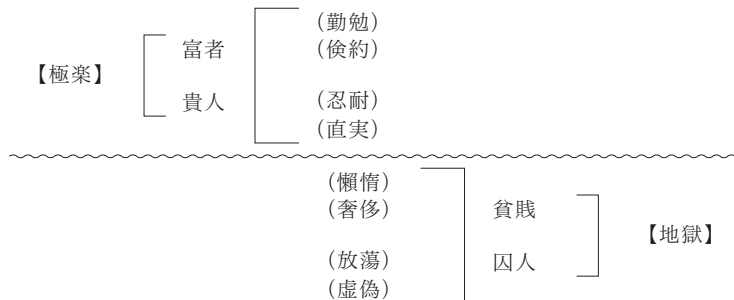 (勤勉)
富者 (倹約)
【極楽】
貴人 (忍耐)
(直実)
(懶惰)
(奢侈) 貧賎
【地獄】
(放蕩) 囚人
(虚偽)